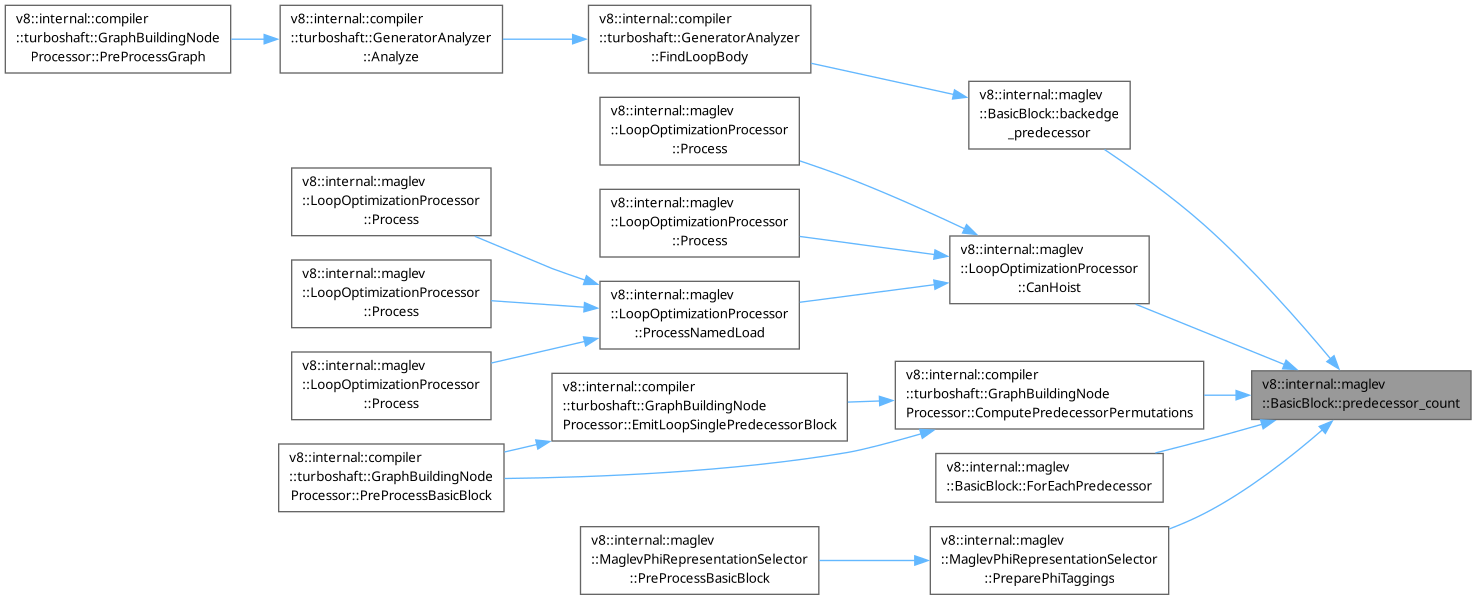 v8::internal::compiler
::turboshaft::GraphBuildingNode
Processor::PreProcessGraph
v8::internal::compiler
::turboshaft::GeneratorAnalyzer
::Analyze
v8::internal::compiler
::turboshaft::GeneratorAnalyzer
::FindLoopBody
v8::internal::maglev
::BasicBlock::backedge
_predecessor
v8::internal::maglev
::LoopOptimizationProcessor
::Process
v8::internal::maglev
::LoopOptimizationProcessor
::Process
v8::internal::maglev
::LoopOptimizationProcessor
::Process
v8::internal::maglev
::LoopOptimizationProcessor
::CanHoist
v8::internal::maglev
::LoopOptimizationProcessor
::Process
v8::internal::maglev
::LoopOptimizationProcessor
::ProcessNamedLoad
v8::internal::maglev
::LoopOptimizationProcessor
::Process
v8::internal::compiler
::turboshaft::GraphBuildingNode
Processor::ComputePredecessorPermutations
v8::internal::maglev
::BasicBlock::predecessor_count
v8::internal::compiler
::turboshaft::GraphBuildingNode
Processor::EmitLoopSinglePredecessorBlock
v8::internal::compiler
::turboshaft::GraphBuildingNode
Processor::PreProcessBasicBlock
v8::internal::maglev
::BasicBlock::ForEachPredecessor
v8::internal::maglev
::MaglevPhiRepresentationSelector
::PreProcessBasicBlock
v8::internal::maglev
::MaglevPhiRepresentationSelector
::PreparePhiTaggings